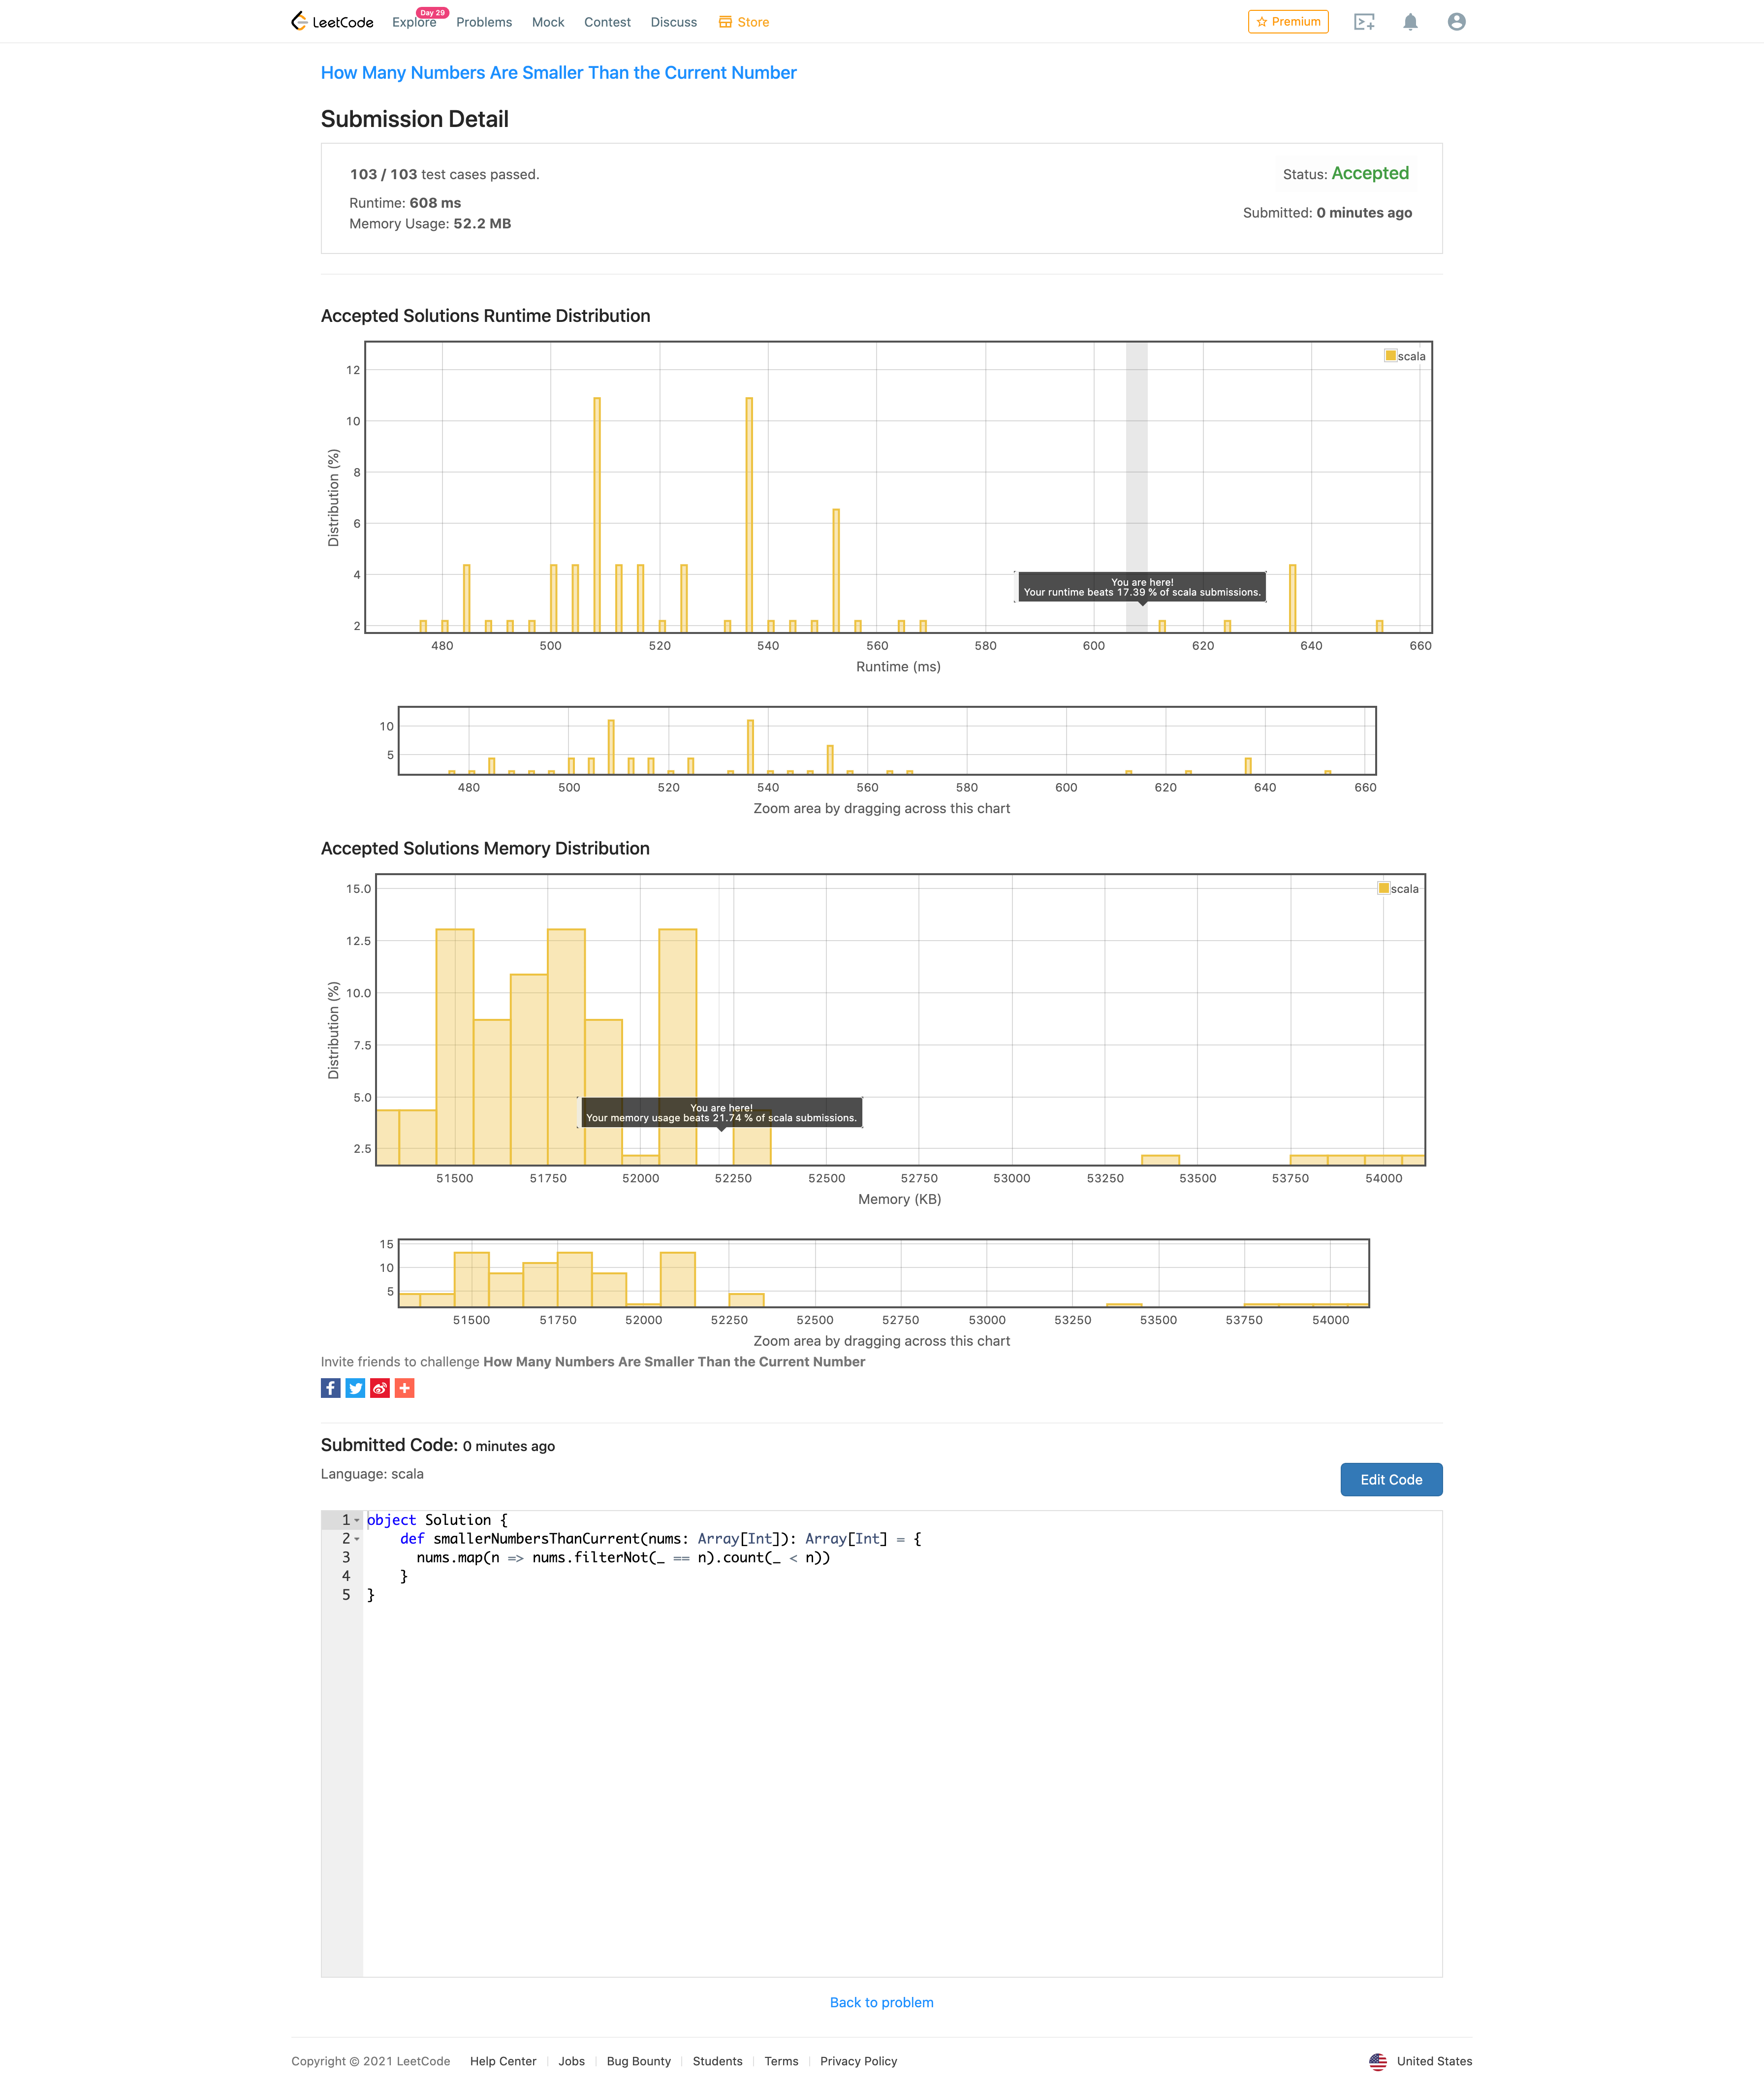 LeetCode
Explore
Day 29
Problems
Mock
Contest
Discuss
Store
Premium
How Many Numbers Are Smaller Than the Current Number
Submission Detail
103 / 103 test cases passed.
Status: Accepted
Runtime: 608 ms
Submitted: 0 minutes ago
Memory Usage: 52.2 MB
Accepted Solutions Runtime Distribution
scala
12
10
8
6
4
2
Distribution (%)
You are here!
Your runtime beats 17.39 % of scala submissions.
480 500 520 540 560 580 600 620 640 660
Runtime (ms)
10
5
480 500 520 540 560 580 600 620 640 660
Zoom area by dragging across this chart
Accepted Solutions Memory Distribution
scala
15.0
12.5
10.0
7.5
5.0
2.5
Distribution (%)
You are here!
Your memory usage beats 21.74 % of scala submissions.
51500 51750 52000 52250 52500 52750 53000 53250 53500 53750 54000
Memory (KB)
15
10
5
51500 51750 52000 52250 52500 52750 53000 53250 53500 53750 54000
Zoom area by dragging across this chart
Invite friends to challenge How Many Numbers Are Smaller Than the Current Number
Submitted Code: 0 minutes ago
Language: scala
Edit Code
1 object Solution {
2     def smallerNumbersThanCurrent(nums: Array[Int]): Array[Int] = {
3       nums.map(n => nums.filterNot(_ == n).count(_ < n))
4     }
5 }
Back to problem
Copyright © 2021 LeetCode
Help Center
Jobs
Bug Bounty
Students
Terms
Privacy Policy
United States